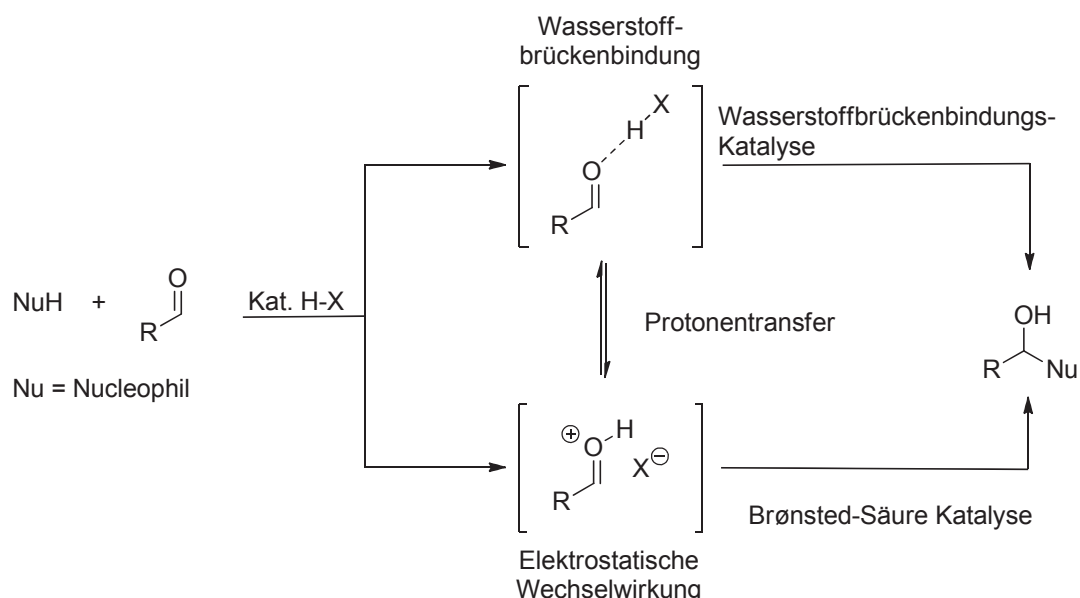 Wasserstoff-
brückenbindung
X
H
O
R
Wasserstoffbrückenbindungs-
Katalyse
NuH + O
R
Kat. H-X
Protonentransfer
OH
R Nu
Nu = Nucleophil
⊕ O H
X⊖
R
Brønsted-Säure Katalyse
Elektrostatische
Wechselwirkung